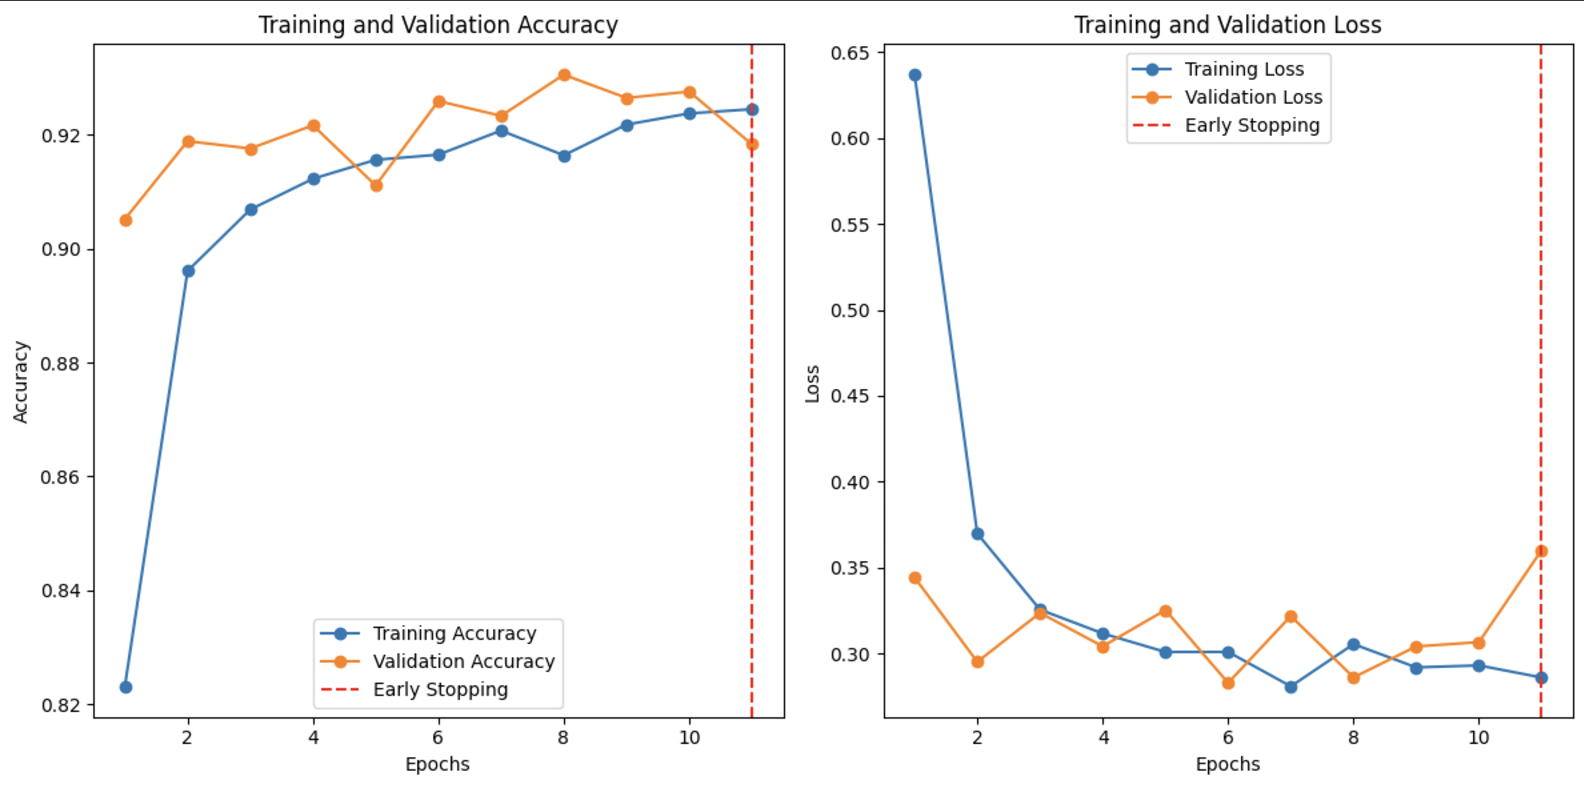 Training and Validation Accuracy
0.92
0.90
0.88
0.86
0.84
0.82
Accuracy
Training Accuracy
Validation Accuracy
Early Stopping
2 4 6 8 10
Epochs
Training and Validation Loss
0.65
0.60
0.55
0.50
0.45
0.40
0.35
0.30
Loss
Training Loss
Validation Loss
Early Stopping
2 4 6 8 10
Epochs